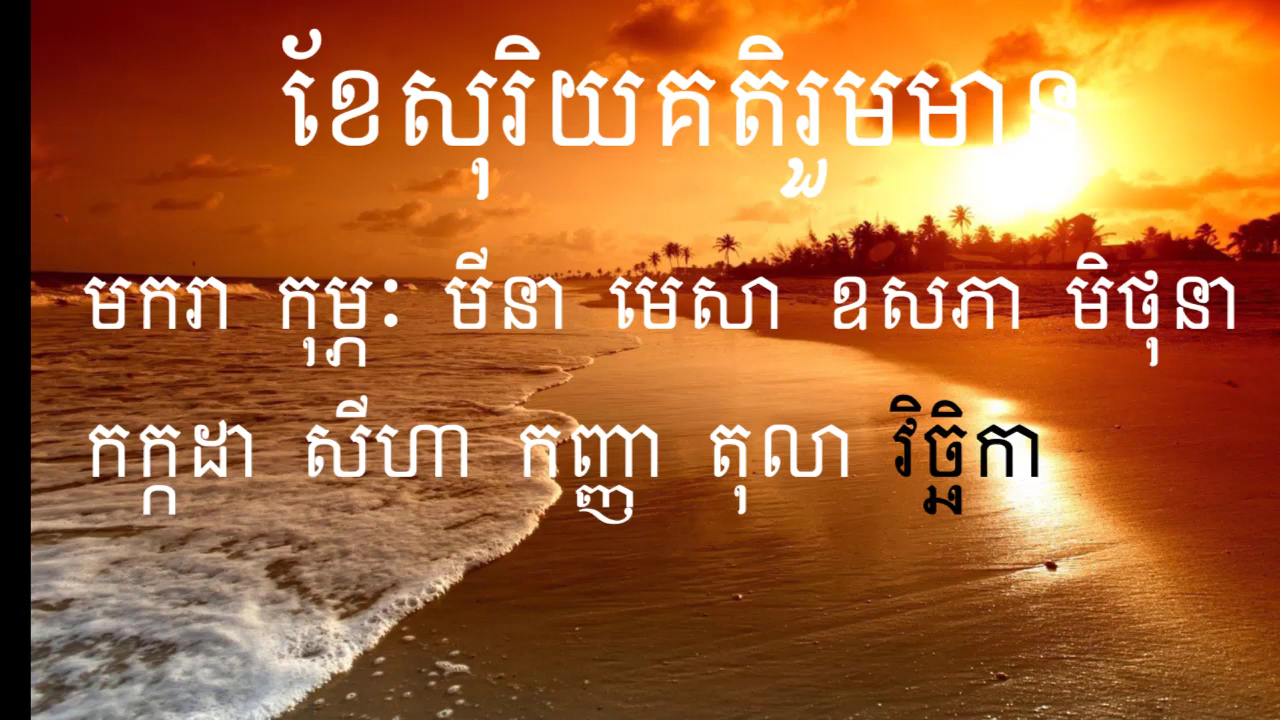 ខែសុរិយគតិរួមមាន
មករា កុម្ភៈ មីនា មេសា ឧសភា មិថុនា
កក្កដា សីហា កញ្ញា តុលា វិច្ឆិកា